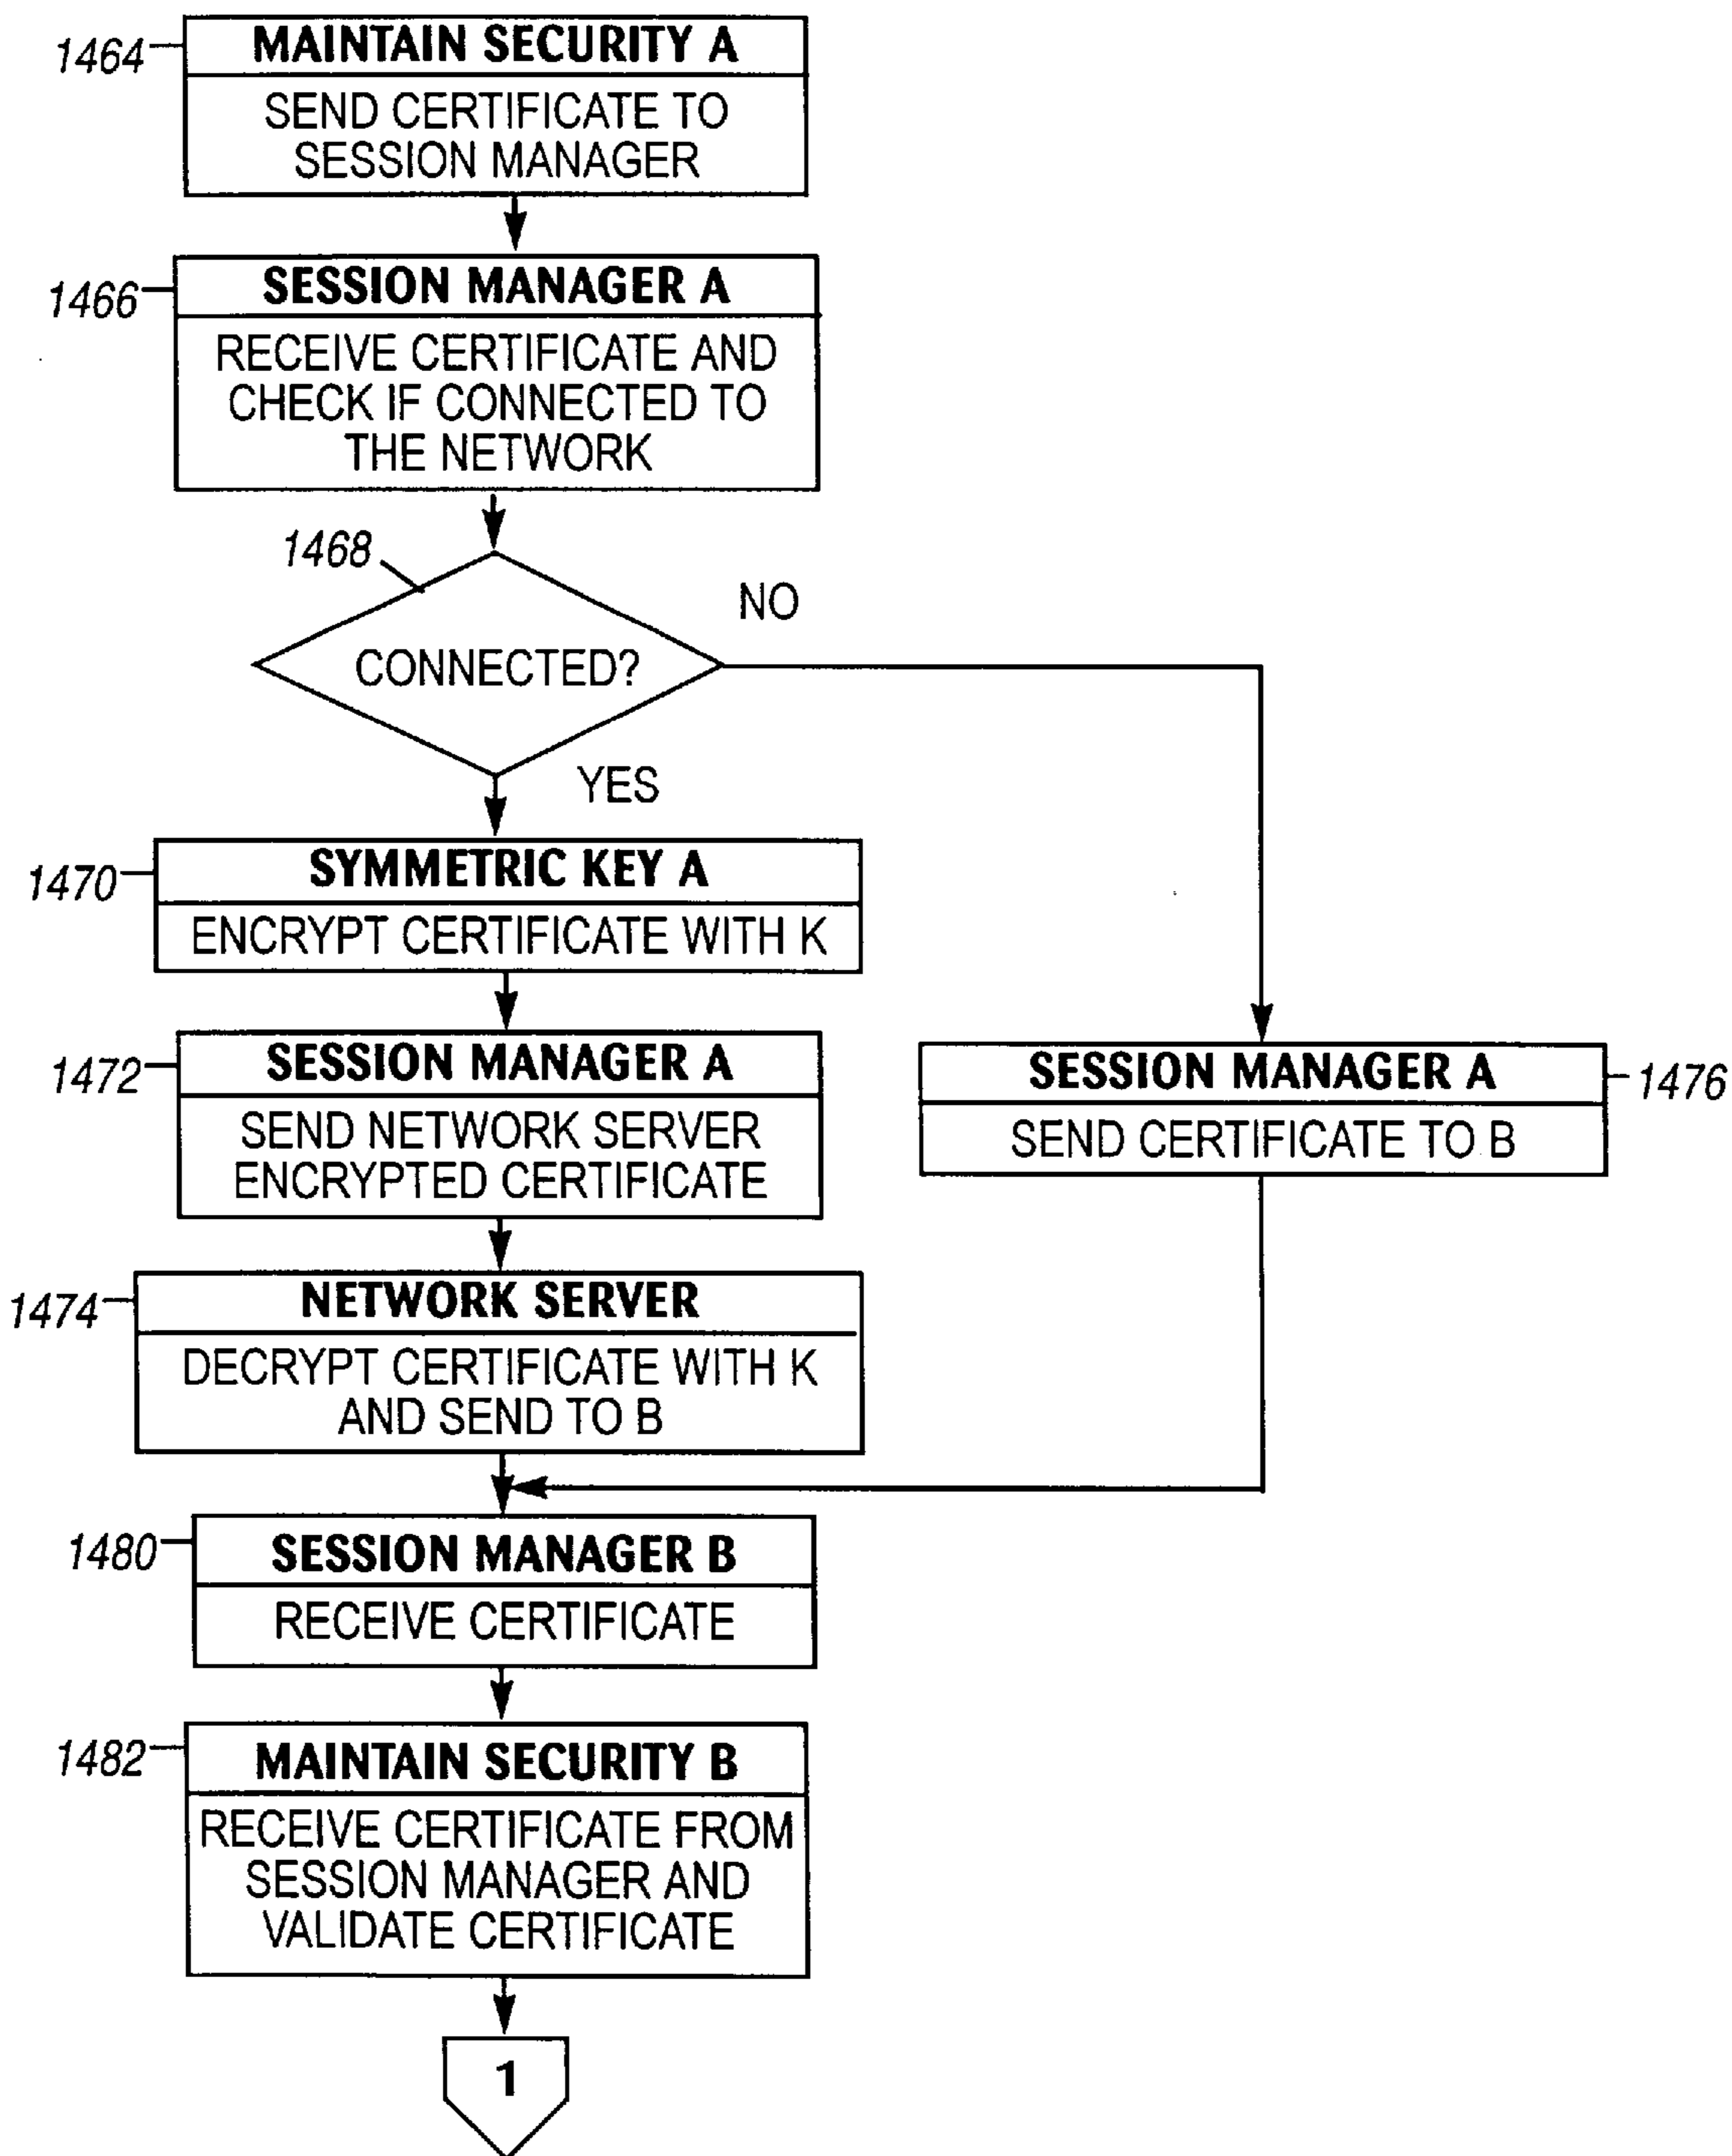 1464
MAINTAIN SECURITY A
SEND CERTIFICATE TO
SESSION MANAGER
1466
SESSION MANAGER A
RECEIVE CERTIFICATE AND
CHECK IF CONNECTED TO
THE NETWORK
1468
CONNECTED?
NO
YES
1470
SYMMETRIC KEY A
ENCRYPT CERTIFICATE WITH K
1472
SESSION MANAGER A
SEND NETWORK SERVER
ENCRYPTED CERTIFICATE
SESSION MANAGER A
1476
SEND CERTIFICATE TO B
1474
NETWORK SERVER
DECRYPT CERTIFICATE WITH K
AND SEND TO B
1480
SESSION MANAGER B
RECEIVE CERTIFICATE
1482
MAINTAIN SECURITY B
RECEIVE CERTIFICATE FROM
SESSION MANAGER AND
VALIDATE CERTIFICATE
1